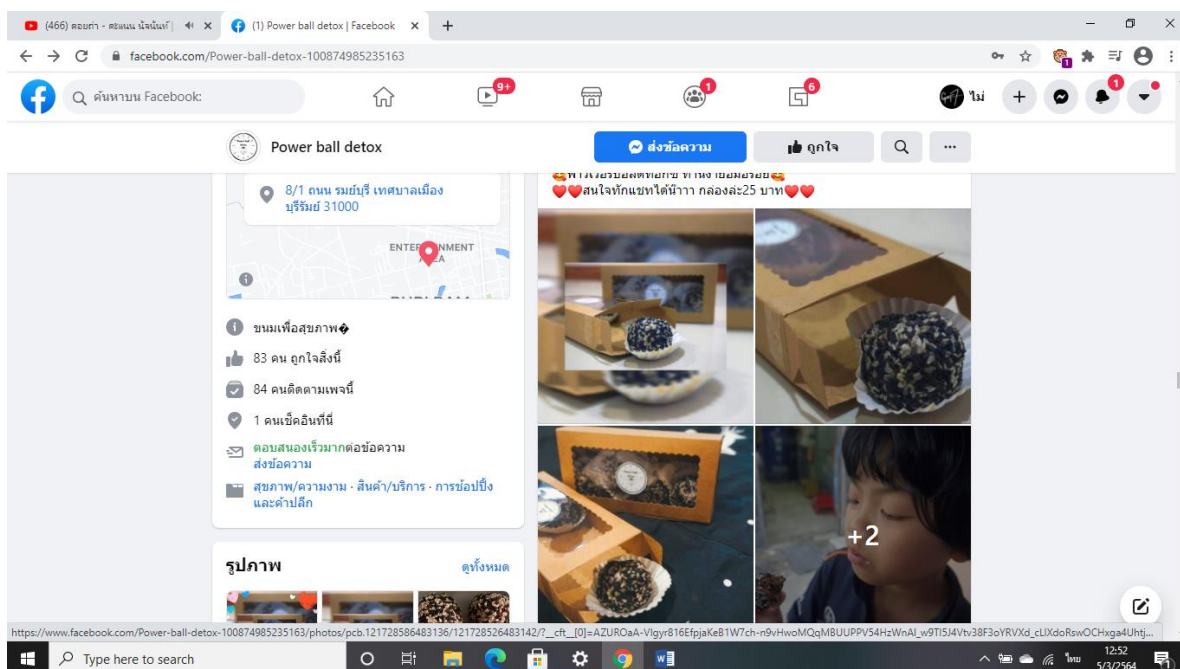 (466) ตอยก่า - ตะแนน นัจนันท์ |
(1) Power ball detox | Facebook
facebook.com/Power-ball-detox-100874985235163
1
ค้นหาบน Facebook:
9+
1
6
ไม่
1
Power ball detox
ส่งข้อความ
ถูกใจ
8/1 ถนน รมย์บุรี เทศบาลเมือง
บุรีรัมย์ 31000
สนใจทักแชทได้น๊าาา กล่องล่ะ25 บาท
ขนมเพื่อสุขภาพ�
83 คน ถูกใจสิ่งนี้
84 คนติดตามเพจนี้
1 คนเช็คอินที่นี่
ตอบสนองเร็วมากต่อข้อความ
ส่งข้อความ
สุขภาพ/ความงาม · สินค้า/บริการ · การช้อปปิ้ง
และค้าปลีก
+2
รูปภาพ
ดูทั้งหมด
Type here to search
ไทย
12:52
5/3/2564